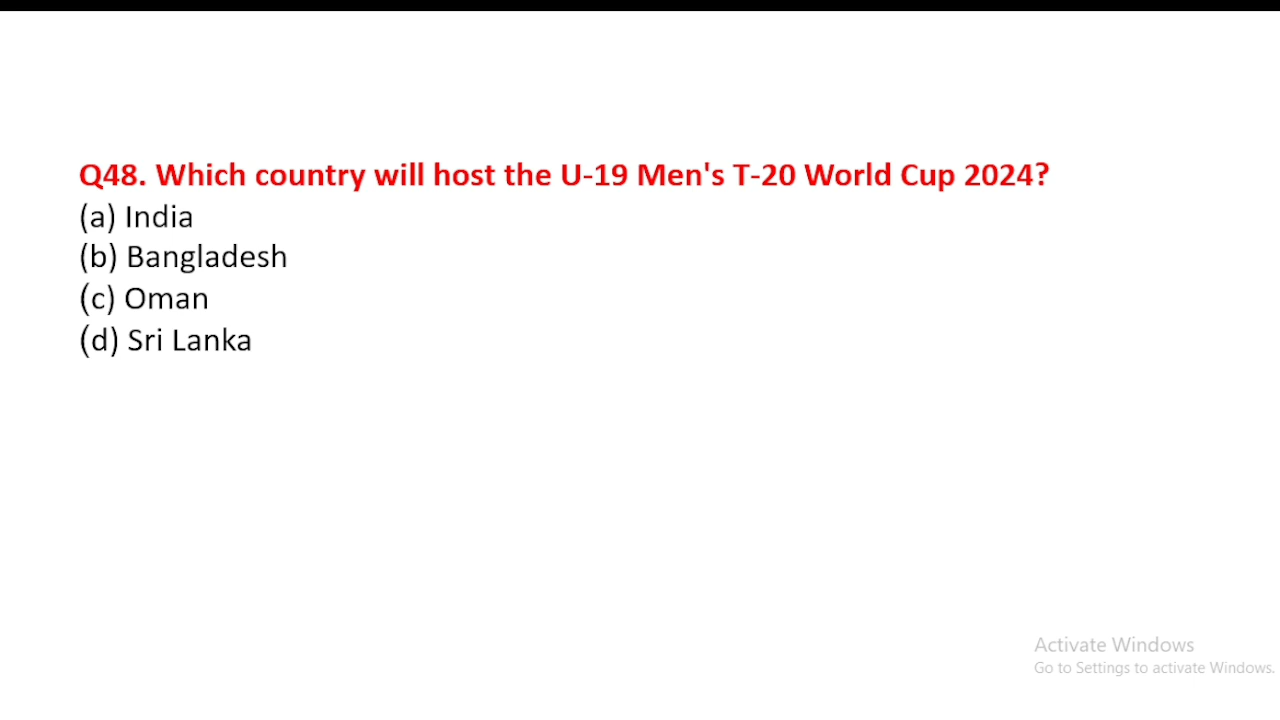 Q48. Which country will host the U-19 Men's T-20 World Cup 2024?
(a) India
(b) Bangladesh
(c) Oman
(d) Sri Lanka
Activate Windows
Go to Settings to activate Windows.